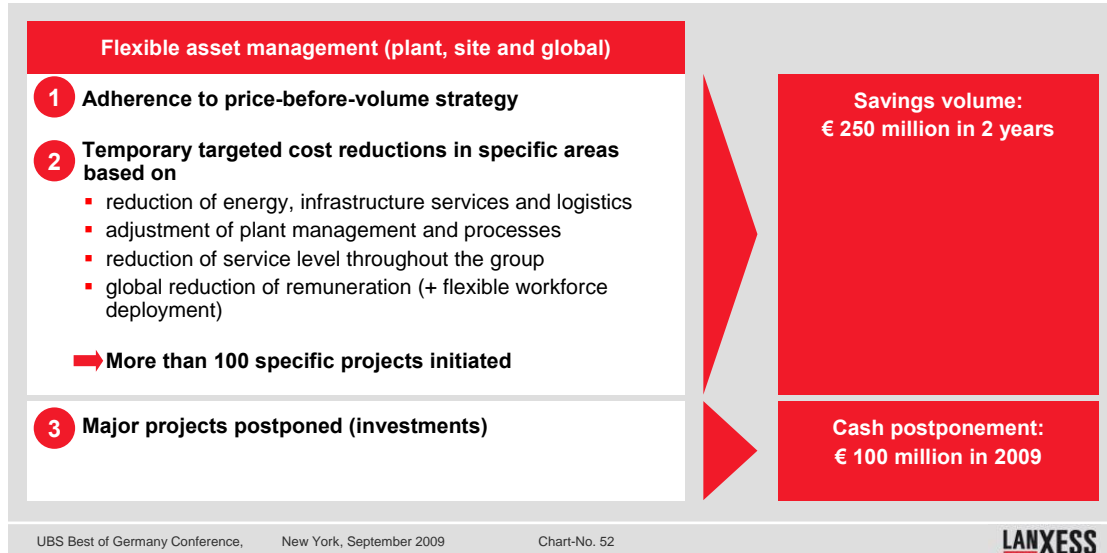 Flexible asset management (plant, site and global)
1 Adherence to price-before-volume strategy
2 Temporary targeted cost reductions in specific areas
based on
▪ reduction of energy, infrastructure services and logistics
▪ adjustment of plant management and processes
▪ reduction of service level throughout the group
▪ global reduction of remuneration (+ flexible workforce
deployment)
More than 100 specific projects initiated
Savings volume:
€ 250 million in 2 years
3 Major projects postponed (investments)
Cash postponement:
€ 100 million in 2009
UBS Best of Germany Conference, New York, September 2009 Chart-No. 52
LANXESS